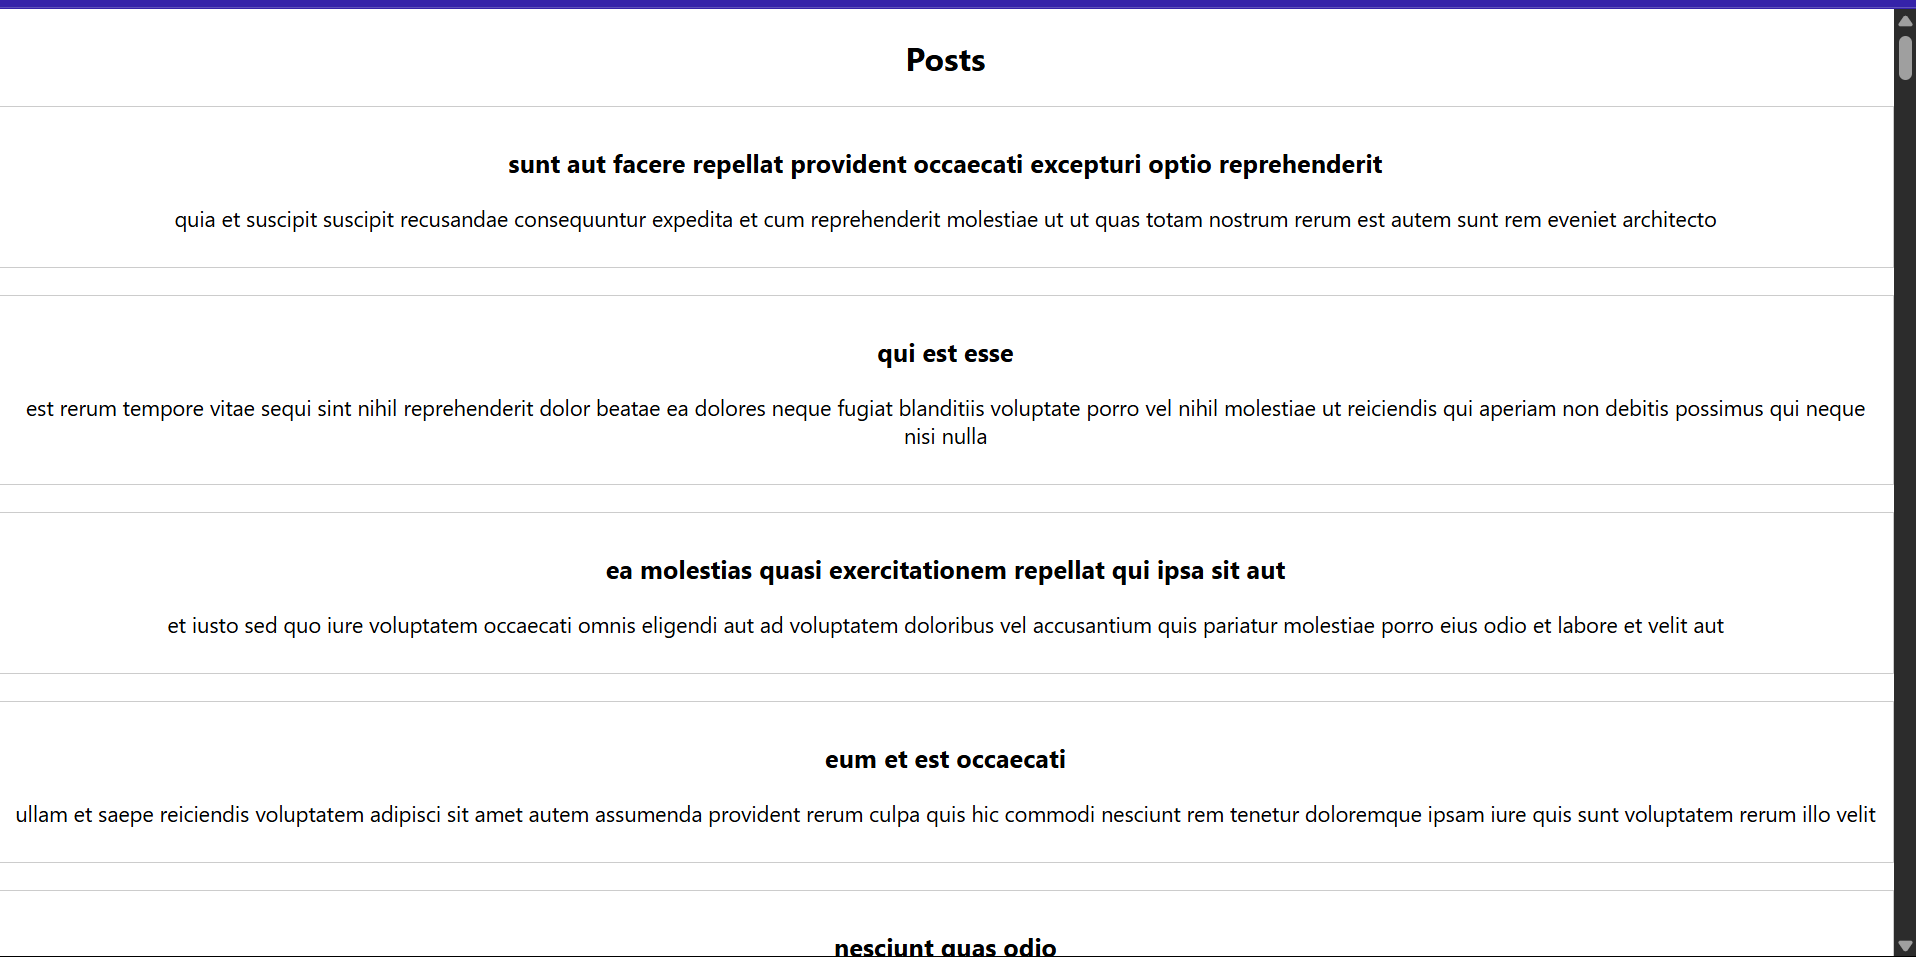 Posts
sunt aut facere repellat provident occaecati excepturi optio reprehenderit
quia et suscipit suscipit recusandae consequuntur expedita et cum reprehenderit molestiae ut ut quas totam nostrum rerum est autem sunt rem eveniet architecto
qui est esse
est rerum tempore vitae sequi sint nihil reprehenderit dolor beatae ea dolores neque fugiat blanditiis voluptate porro vel nihil molestiae ut reiciendis qui aperiam non debitis possimus qui neque
nisi nulla
ea molestias quasi exercitationem repellat qui ipsa sit aut
et iusto sed quo iure voluptatem occaecati omnis eligendi aut ad voluptatem doloribus vel accusantium quis pariatur molestiae porro eius odio et labore et velit aut
eum et est occaecati
ullam et saepe reiciendis voluptatem adipisci sit amet autem assumenda provident rerum culpa quis hic commodi nesciunt rem tenetur doloremque ipsam iure quis sunt voluptatem rerum illo velit
nesciunt quas odio